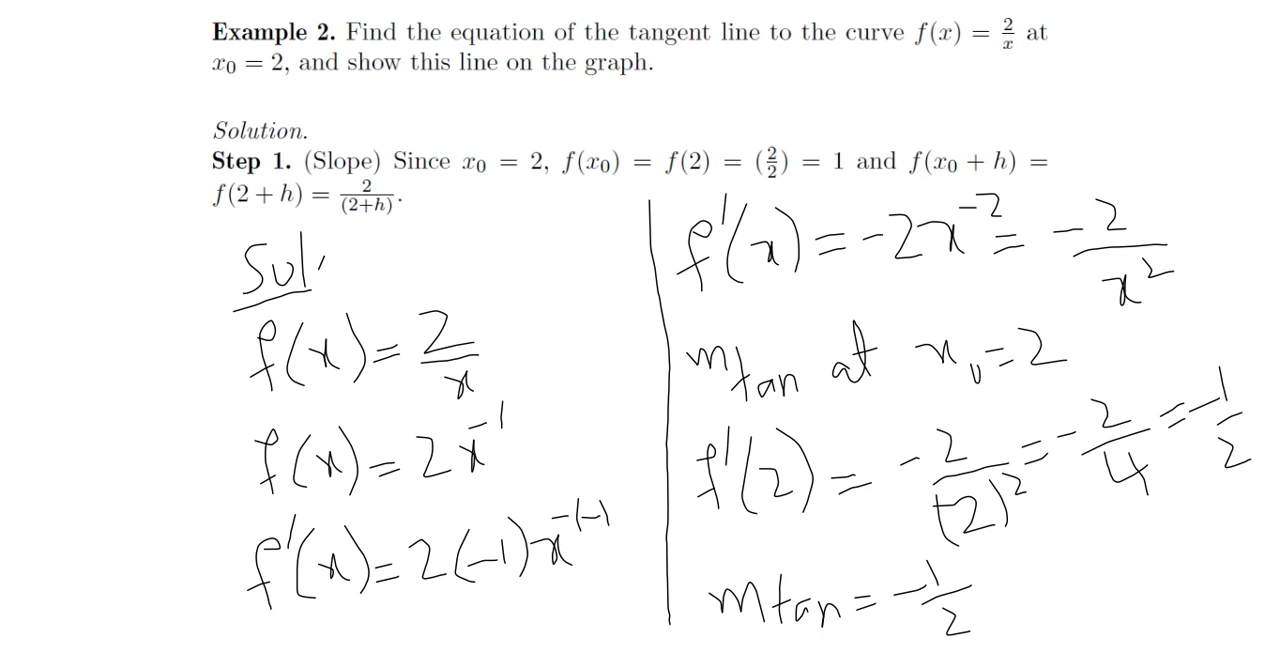 Example 2. Find the equation of the tangent line to the curve f(x) = 2/x at
x₀ = 2, and show this line on the graph.
Solution.
Step 1. (Slope) Since x₀ = 2, f(x₀) = f(2) = (2/2) = 1 and f(x₀ + h) =
f(2 + h) = 2/(2+h).
Sol.
f(x) = 2/x
f(x) = 2x⁻¹
f'(x) = 2(-1)x⁻¹⁻¹
f'(x) = -2x⁻² = -2/x²
mtan at x₀ = 2
f'(2) = -2/(2)² = -2/4 = -1/2
mtan = -1/2